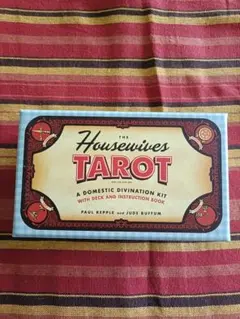 THE
Housewives
TAROT
A DOMESTIC DIVINATION KIT
WITH DECK AND INSTRUCTION BOOK
PAUL KEPPLE AND JUDE BUFFUM